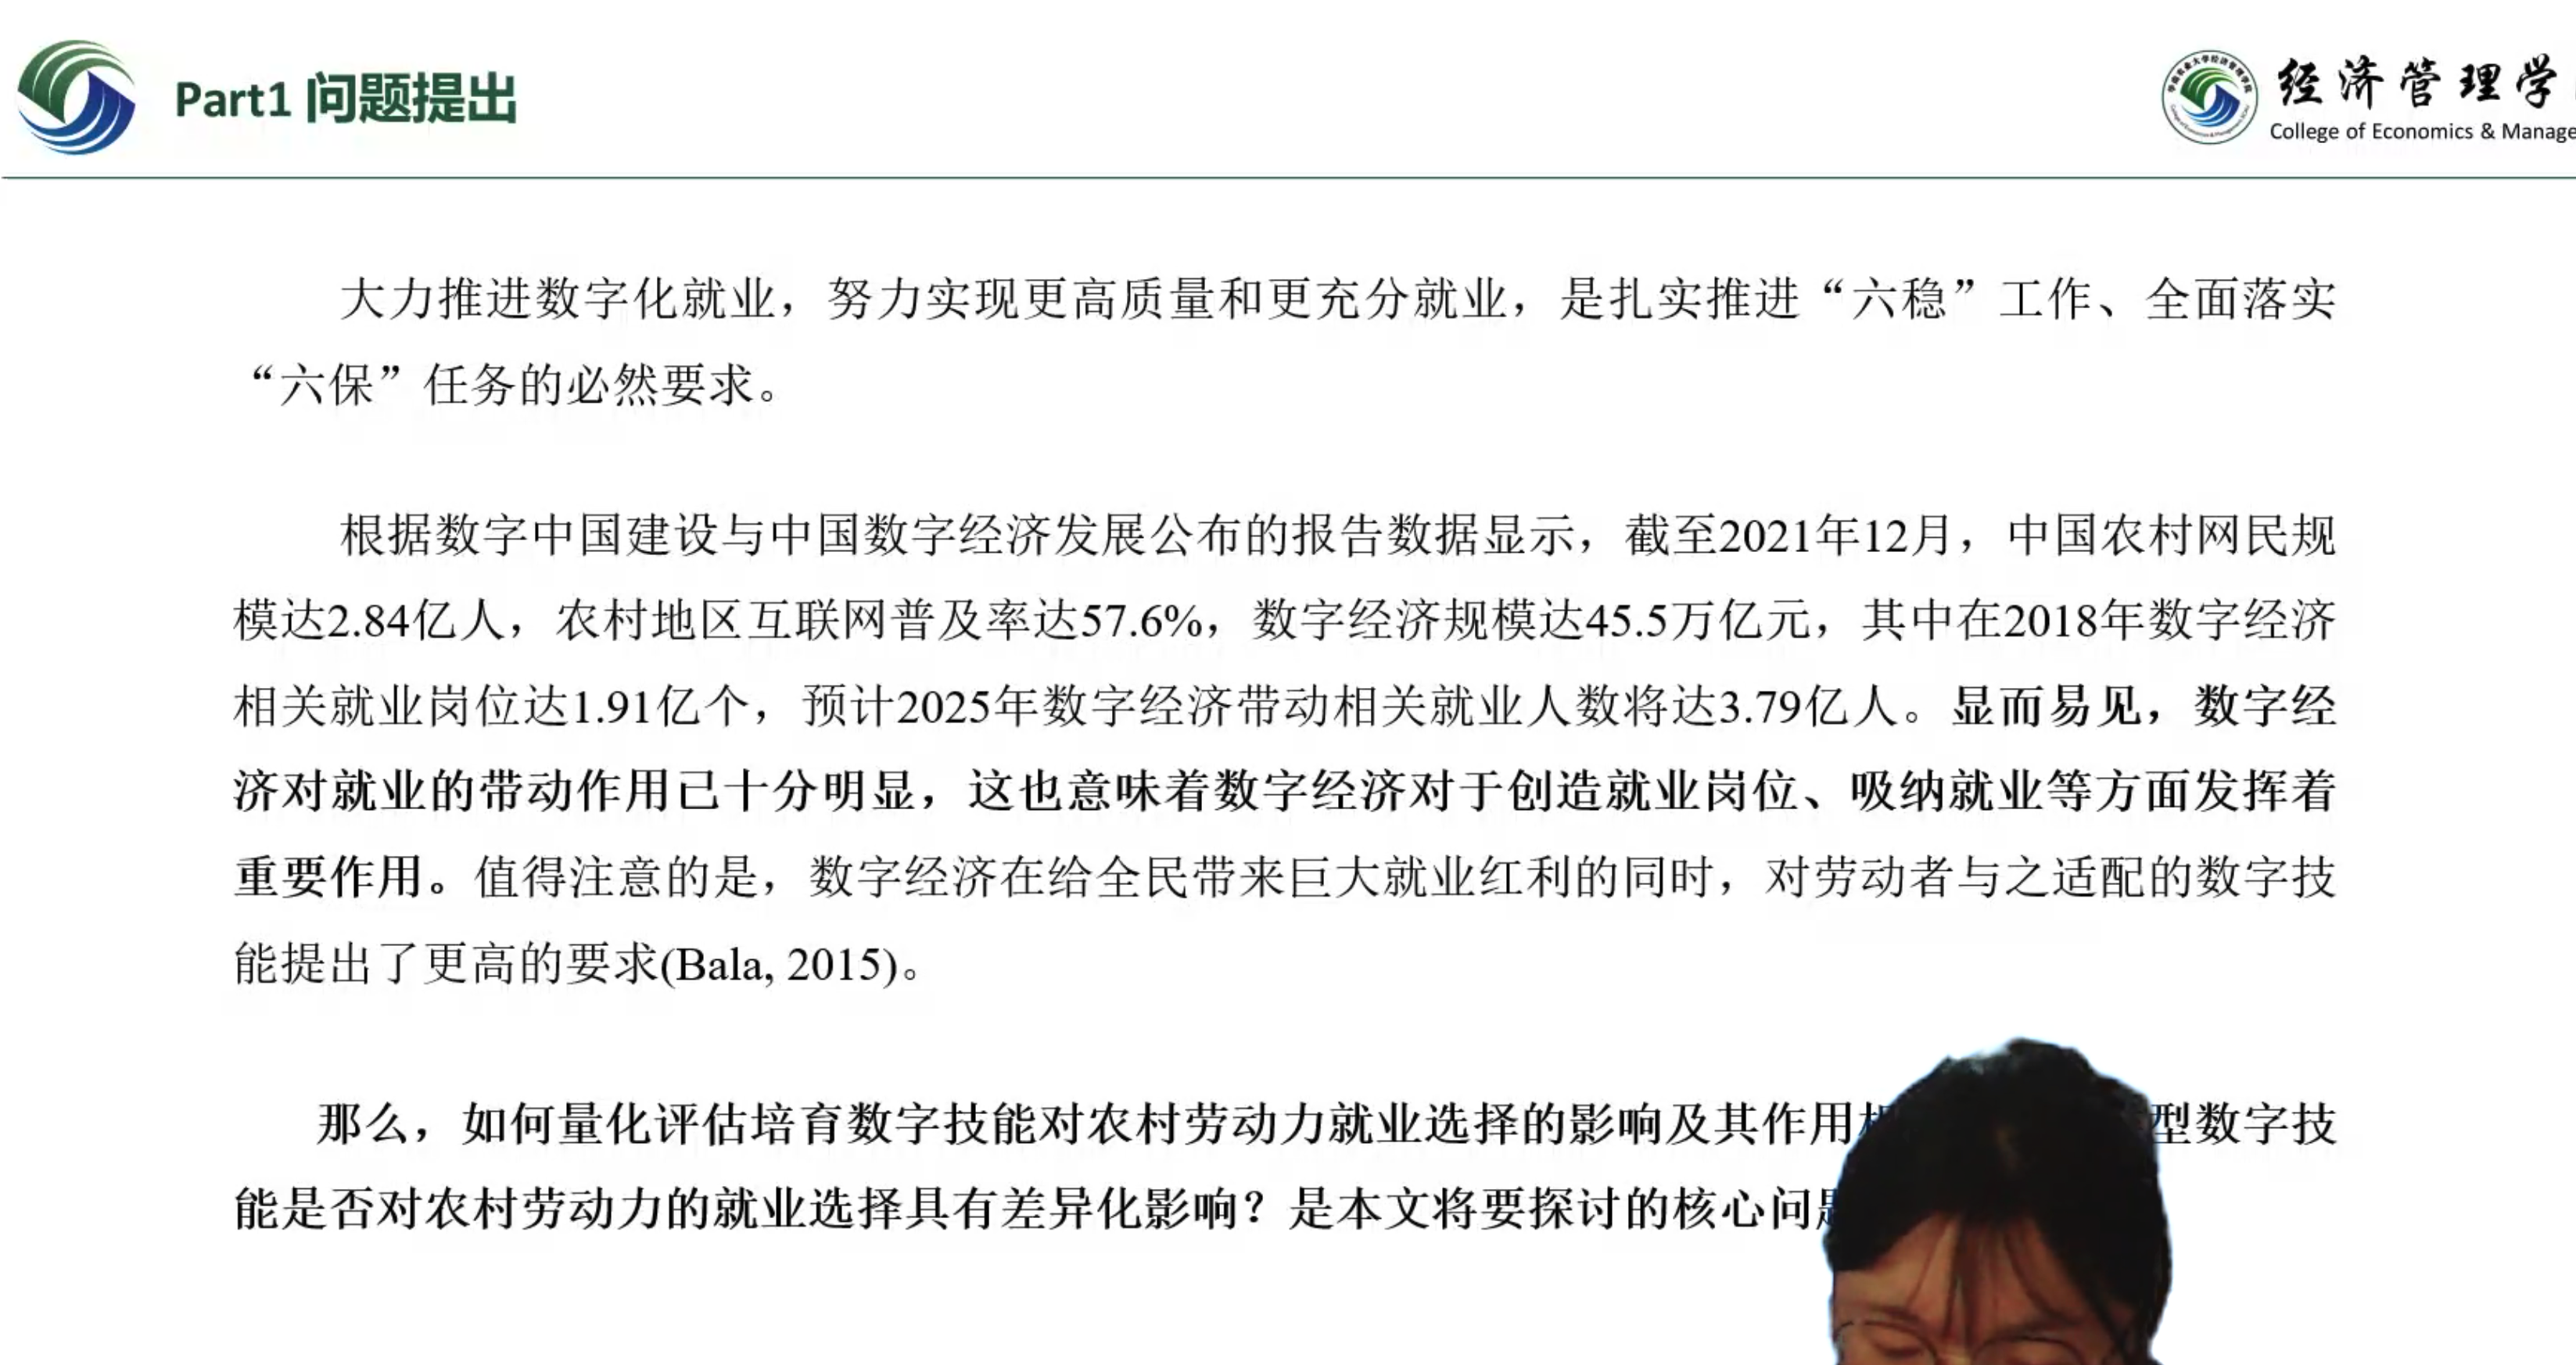 Part1 问题提出
经济管理学
College of Economics & Manage
大力推进数字化就业，努力实现更高质量和更充分就业，是扎实推进“六稳”工作、全面落实
“六保”任务的必然要求。
根据数字中国建设与中国数字经济发展公布的报告数据显示，截至2021年12月，中国农村网民规
模达2.84亿人，农村地区互联网普及率达57.6%，数字经济规模达45.5万亿元，其中在2018年数字经济
相关就业岗位达1.91亿个，预计2025年数字经济带动相关就业人数将达3.79亿人。显而易见，数字经
济对就业的带动作用已十分明显，这也意味着数字经济对于创造就业岗位、吸纳就业等方面发挥着
重要作用。值得注意的是，数字经济在给全民带来巨大就业红利的同时，对劳动者与之适配的数字技
能提出了更高的要求(Bala, 2015)。
那么，如何量化评估培育数字技能对农村劳动力就业选择的影响及其作用 型数字技
能是否对农村劳动力的就业选择具有差异化影响？是本文将要探讨的核心问